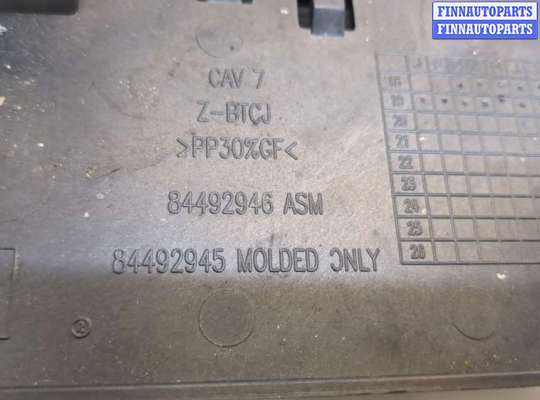 FINNAUTOPARTS
FINNAUTOPARTS
CAV 7
Z-BTCJ
>PP30%GF<
84492946 ASM
84492945 MOLDED ONLY
J
18
19
20
21
22
23
24
25
26